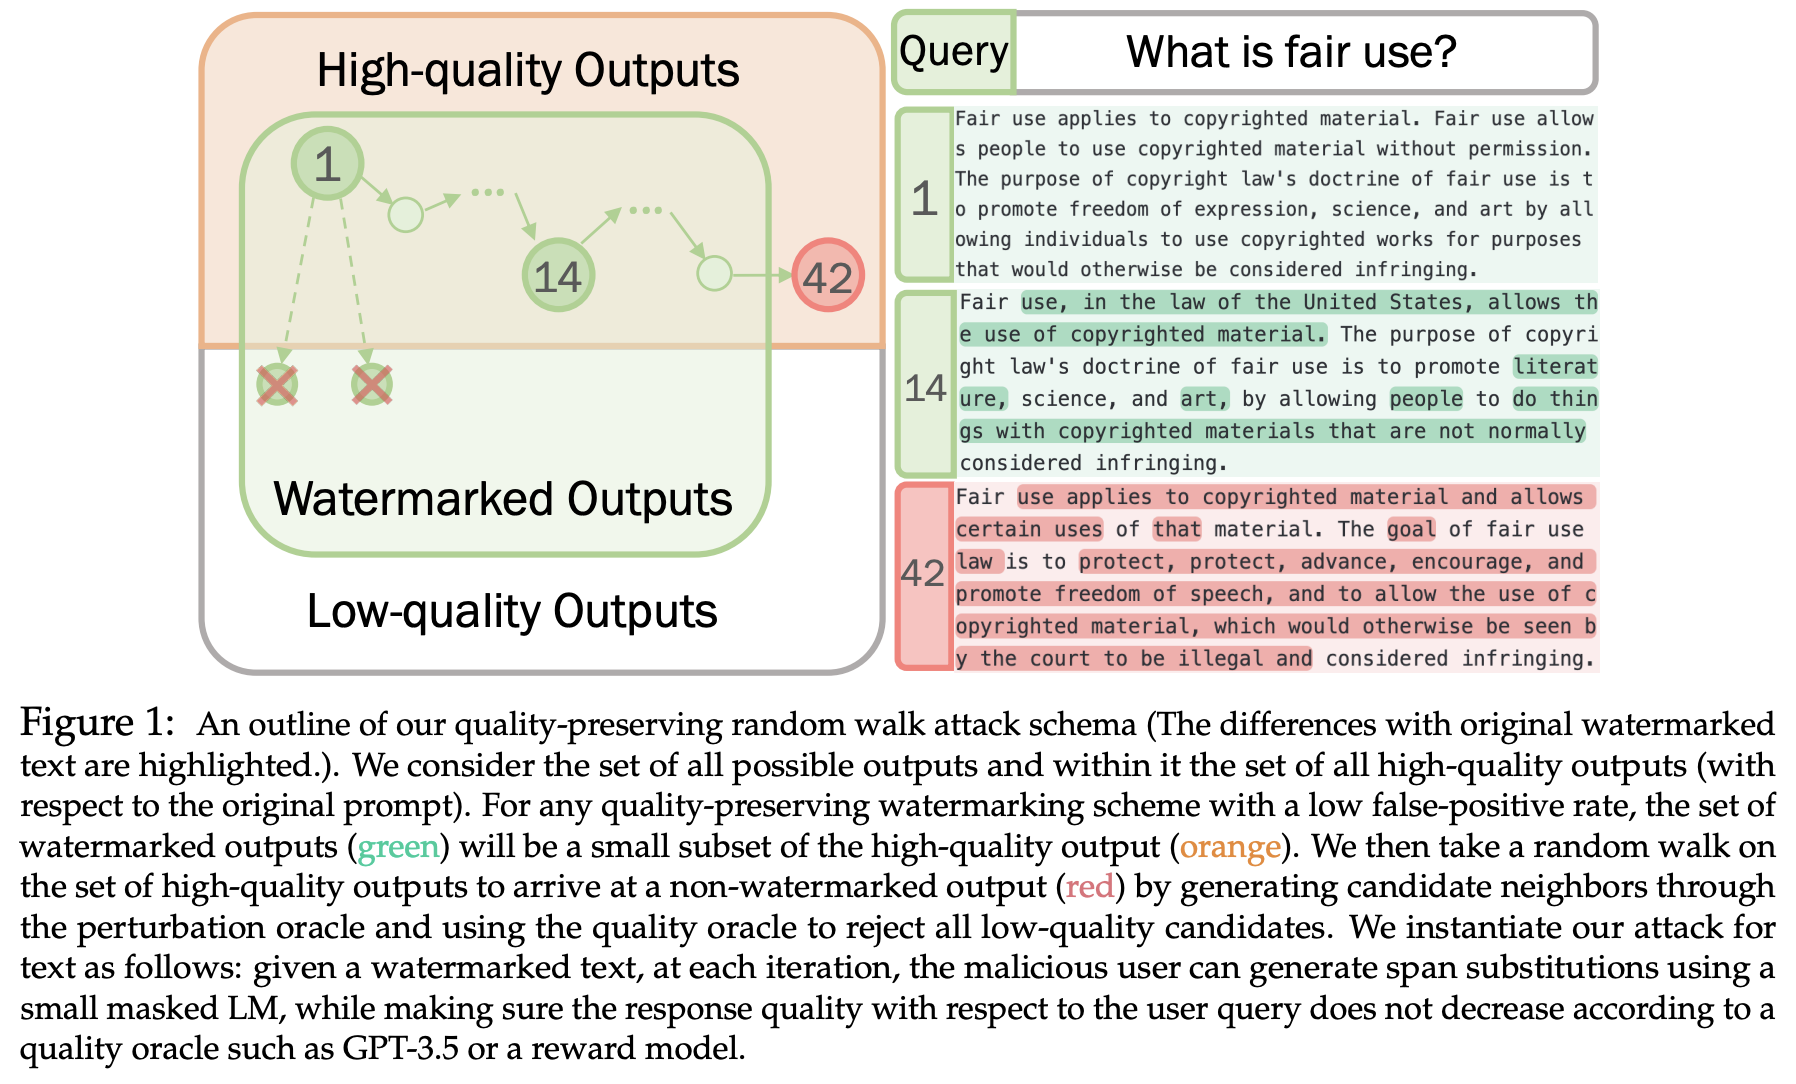 High-quality Outputs
1
...
14
...
42
Watermarked Outputs
Low-quality Outputs
Query
What is fair use?
1
Fair use applies to copyrighted material. Fair use allow
s people to use copyrighted material without permission.
The purpose of copyright law's doctrine of fair use is t
o promote freedom of expression, science, and art by all
owing individuals to use copyrighted works for purposes
that would otherwise be considered infringing.
14
Fair use, in the law of the United States, allows th
e use of copyrighted material. The purpose of copyri
ght law's doctrine of fair use is to promote literat
ure, science, and art, by allowing people to do thin
gs with copyrighted materials that are not normally
considered infringing.
42
Fair use applies to copyrighted material and allows
certain uses of that material. The goal of fair use
law is to protect, protect, advance, encourage, and
promote freedom of speech, and to allow the use of c
opyrighted material, which would otherwise be seen b
y the court to be illegal and considered infringing.
Figure 1: An outline of our quality-preserving random walk attack schema (The differences with original watermarked
text are highlighted.). We consider the set of all possible outputs and within it the set of all high-quality outputs (with
respect to the original prompt). For any quality-preserving watermarking scheme with a low false-positive rate, the set of
watermarked outputs (green) will be a small subset of the high-quality output (orange). We then take a random walk on
the set of high-quality outputs to arrive at a non-watermarked output (red) by generating candidate neighbors through
the perturbation oracle and using the quality oracle to reject all low-quality candidates. We instantiate our attack for
text as follows: given a watermarked text, at each iteration, the malicious user can generate span substitutions using a
small masked LM, while making sure the response quality with respect to the user query does not decrease according to a
quality oracle such as GPT-3.5 or a reward model.